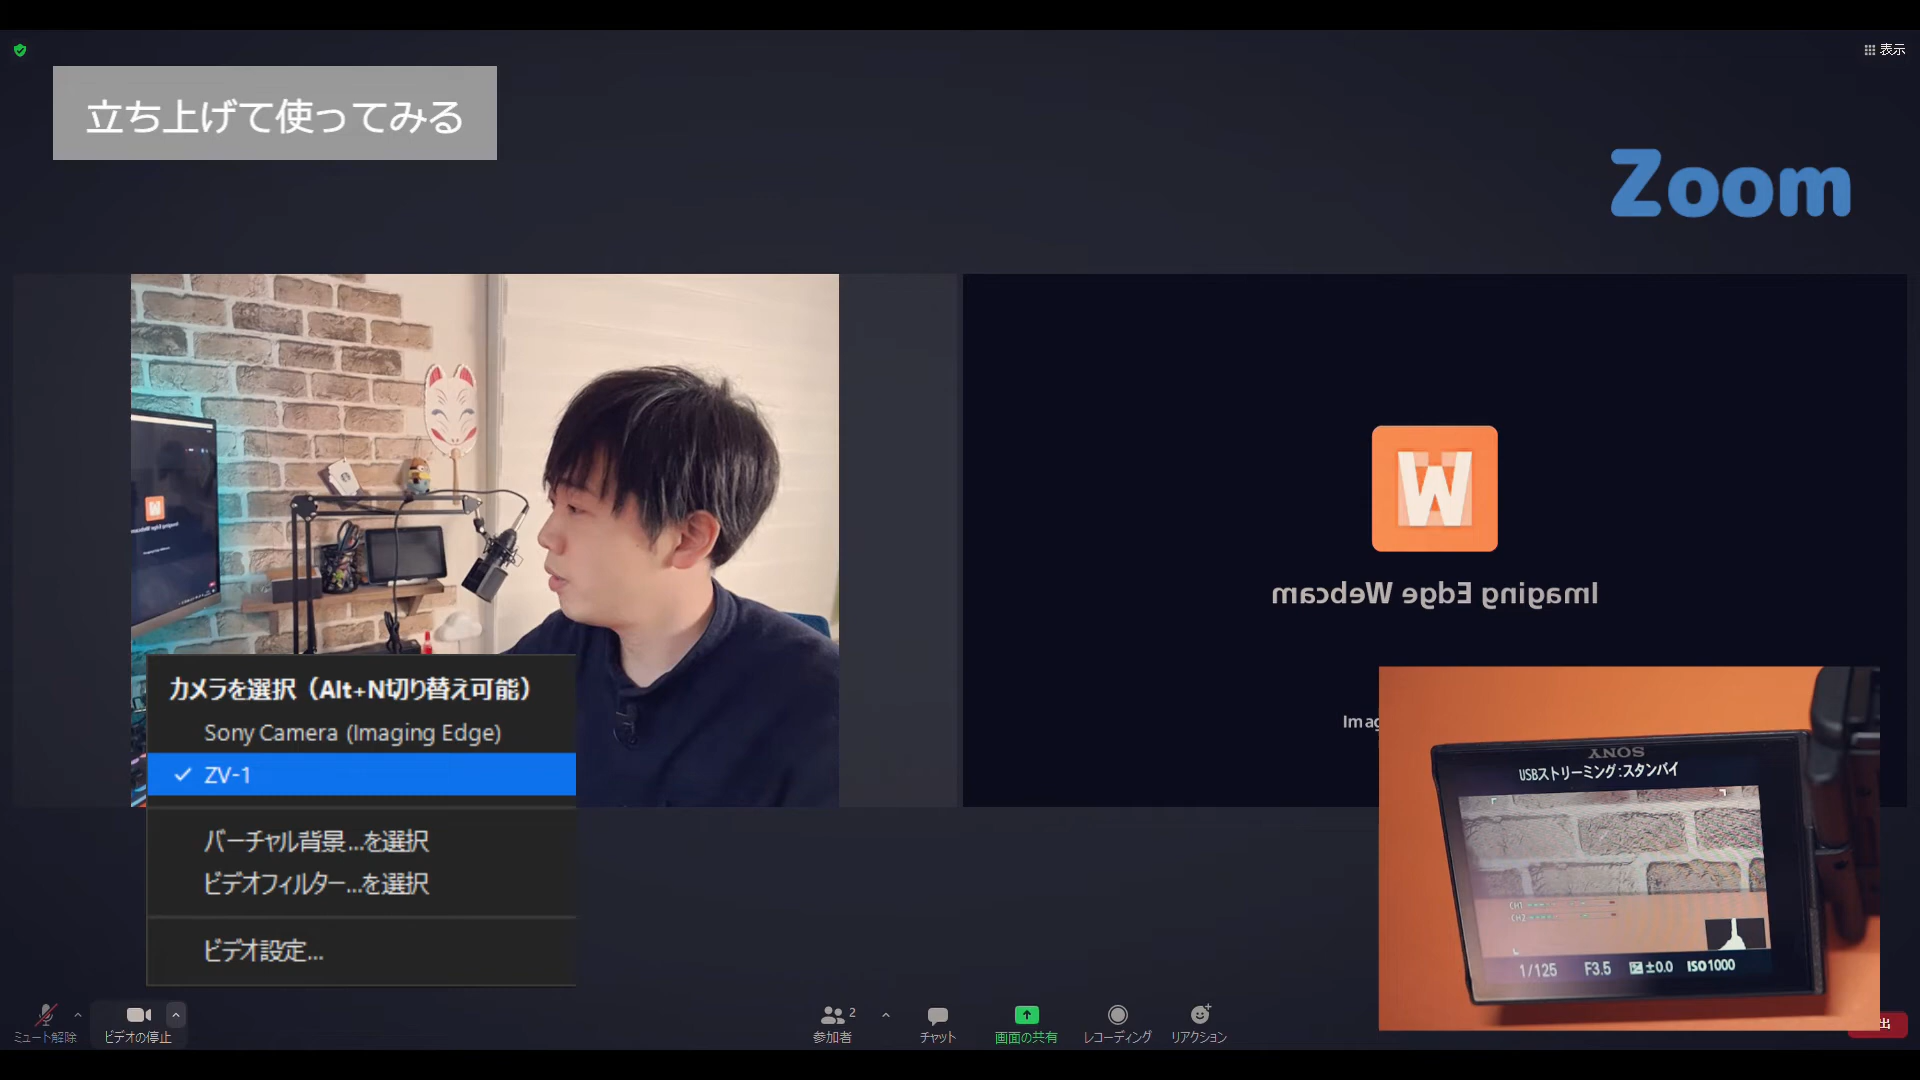 表示
立ち上げて使ってみる
Zoom
W
Imaging Edge Webcam
Imag
カメラを選択（Alt+N切り替え可能）
Sony Camera (Imaging Edge)
ZV-1
バーチャル背景...を選択
ビデオフィルター...を選択
ビデオ設定...
SONY
USBストリーミング:スタンバイ
CH1
CH2
1/125 F3.5 ±0.0 ISO1000
ミュート解除
ビデオの停止
2
参加者
チャット
画面の共有
レコーディング
リアクション
出